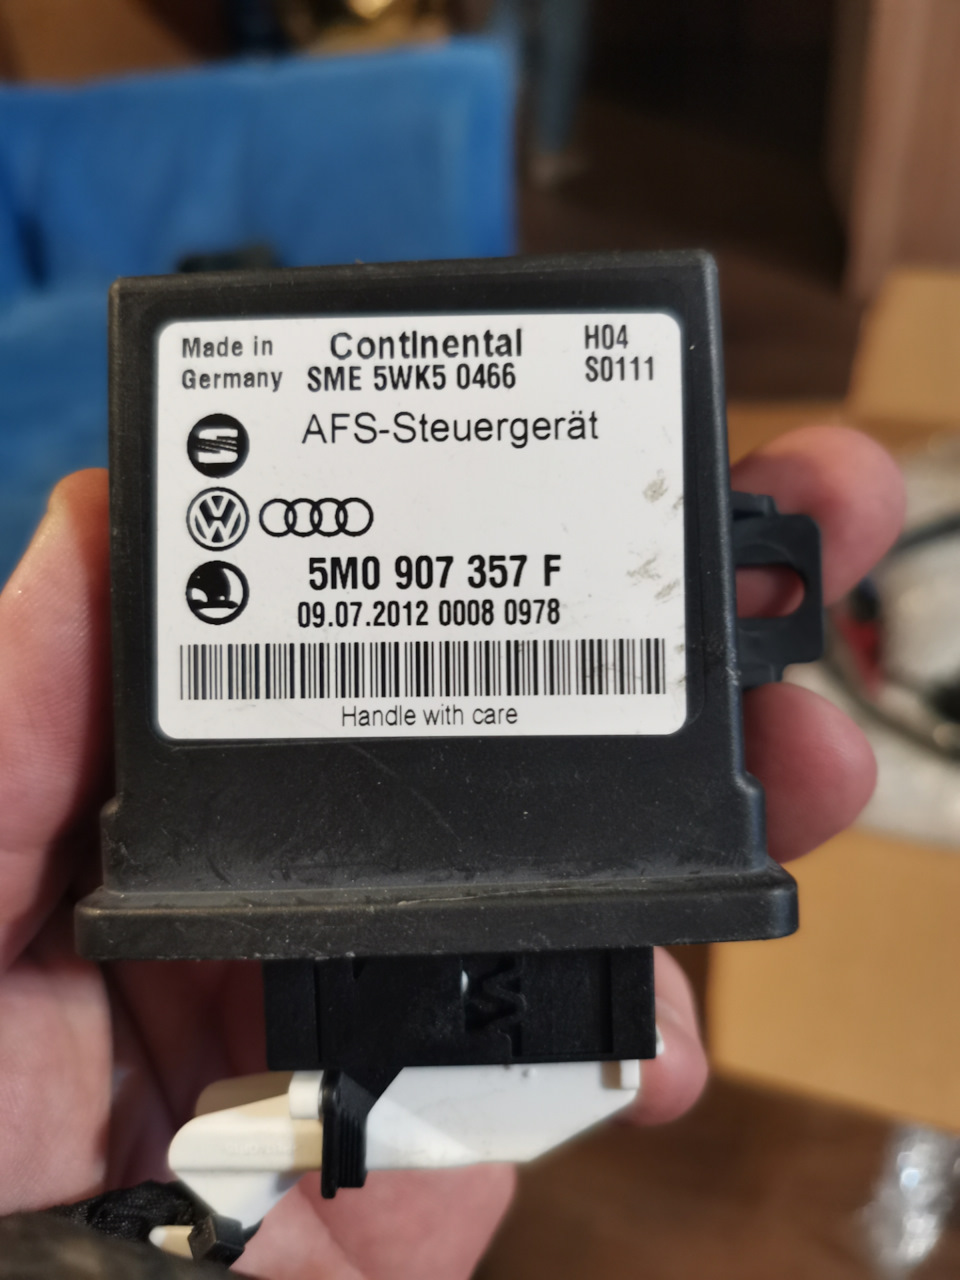 Made in
Germany
Continental
SME 5WK5 0466
H04
S0111
AFS-Steuergerät
5M0 907 357 F
09.07.2012 0008 0978
Handle with care